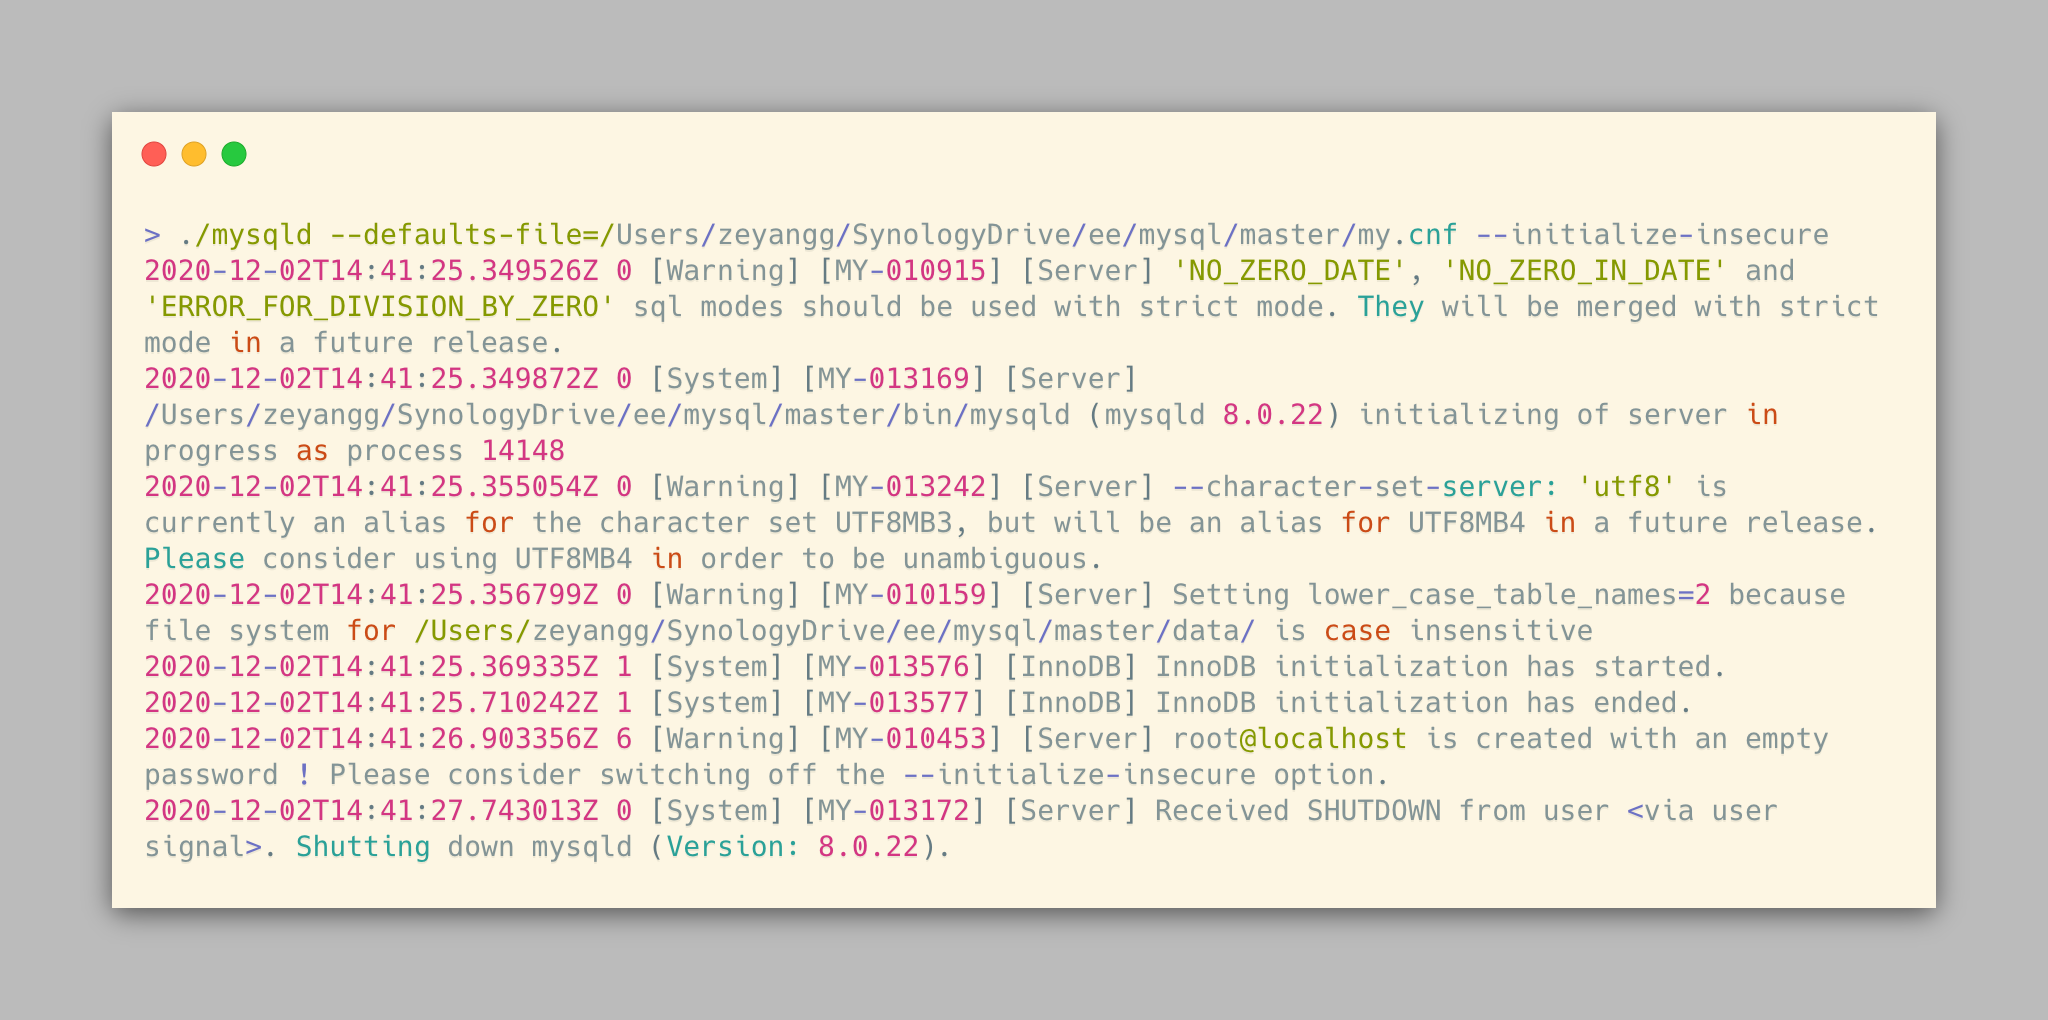 > ./mysqld --defaults-file=/Users/zeyangg/SynologyDrive/ee/mysql/master/my.cnf --initialize-insecure
2020-12-02T14:41:25.349526Z 0 [Warning] [MY-010915] [Server] 'NO_ZERO_DATE', 'NO_ZERO_IN_DATE' and
'ERROR_FOR_DIVISION_BY_ZERO' sql modes should be used with strict mode. They will be merged with strict
mode in a future release.
2020-12-02T14:41:25.349872Z 0 [System] [MY-013169] [Server]
/Users/zeyangg/SynologyDrive/ee/mysql/master/bin/mysqld (mysqld 8.0.22) initializing of server in
progress as process 14148
2020-12-02T14:41:25.355054Z 0 [Warning] [MY-013242] [Server] --character-set-server: 'utf8' is
currently an alias for the character set UTF8MB3, but will be an alias for UTF8MB4 in a future release.
Please consider using UTF8MB4 in order to be unambiguous.
2020-12-02T14:41:25.356799Z 0 [Warning] [MY-010159] [Server] Setting lower_case_table_names=2 because
file system for /Users/zeyangg/SynologyDrive/ee/mysql/master/data/ is case insensitive
2020-12-02T14:41:25.369335Z 1 [System] [MY-013576] [InnoDB] InnoDB initialization has started.
2020-12-02T14:41:25.710242Z 1 [System] [MY-013577] [InnoDB] InnoDB initialization has ended.
2020-12-02T14:41:26.903356Z 6 [Warning] [MY-010453] [Server] root@localhost is created with an empty
password ! Please consider switching off the --initialize-insecure option.
2020-12-02T14:41:27.743013Z 0 [System] [MY-013172] [Server] Received SHUTDOWN from user <via user
signal>. Shutting down mysqld (Version: 8.0.22).